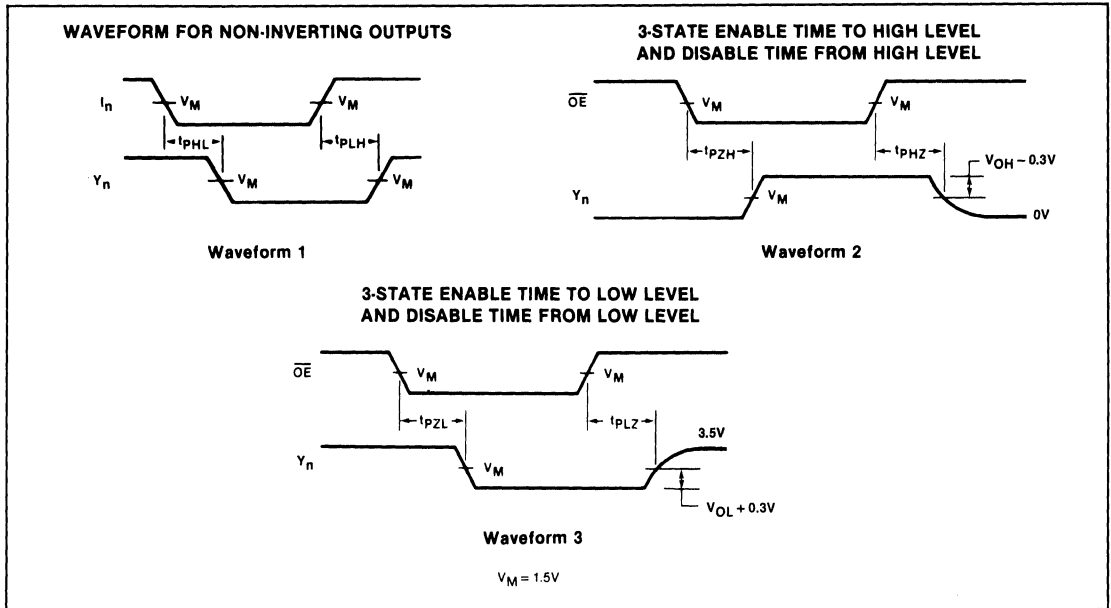 WAVEFORM FOR NON-INVERTING OUTPUTS
In
VM
VM
tPHL
tPLH
Yn
VM
VM
Waveform 1
3-STATE ENABLE TIME TO HIGH LEVEL
AND DISABLE TIME FROM HIGH LEVEL
OE
VM
VM
tPZH
tPHZ
VOH – 0.3V
Yn
VM
0V
Waveform 2
3-STATE ENABLE TIME TO LOW LEVEL
AND DISABLE TIME FROM LOW LEVEL
OE
VM
VM
tPZL
tPLZ
3.5V
Yn
VM
VOL + 0.3V
Waveform 3
VM = 1.5V